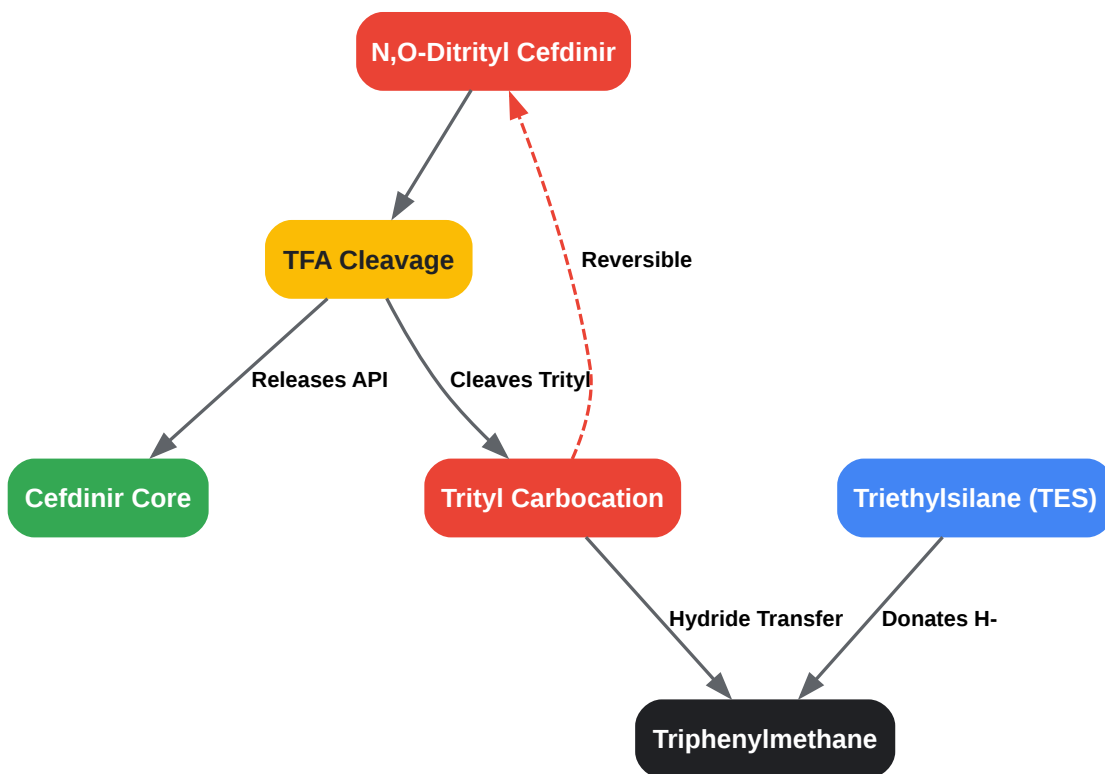 N,O-Ditrityl Cefdinir
TFA Cleavage
Reversible
Releases API
Cleaves Trityl
Cefdinir Core
Trityl Carbocation
Triethylsilane (TES)
Hydride Transfer
Donates H-
Triphenylmethane